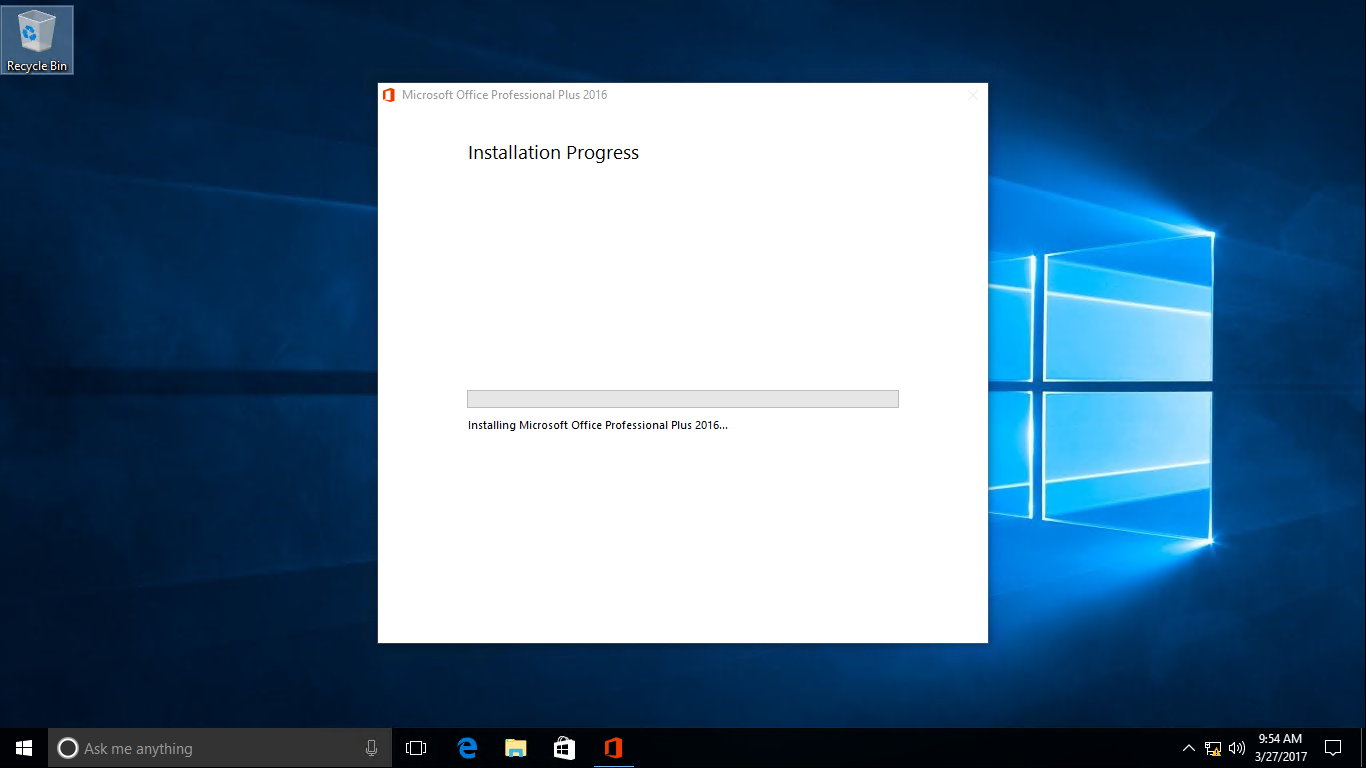 Recycle Bin
Microsoft Office Professional Plus 2016
Installation Progress
Installing Microsoft Office Professional Plus 2016...
Ask me anything
9:54 AM
3/27/2017